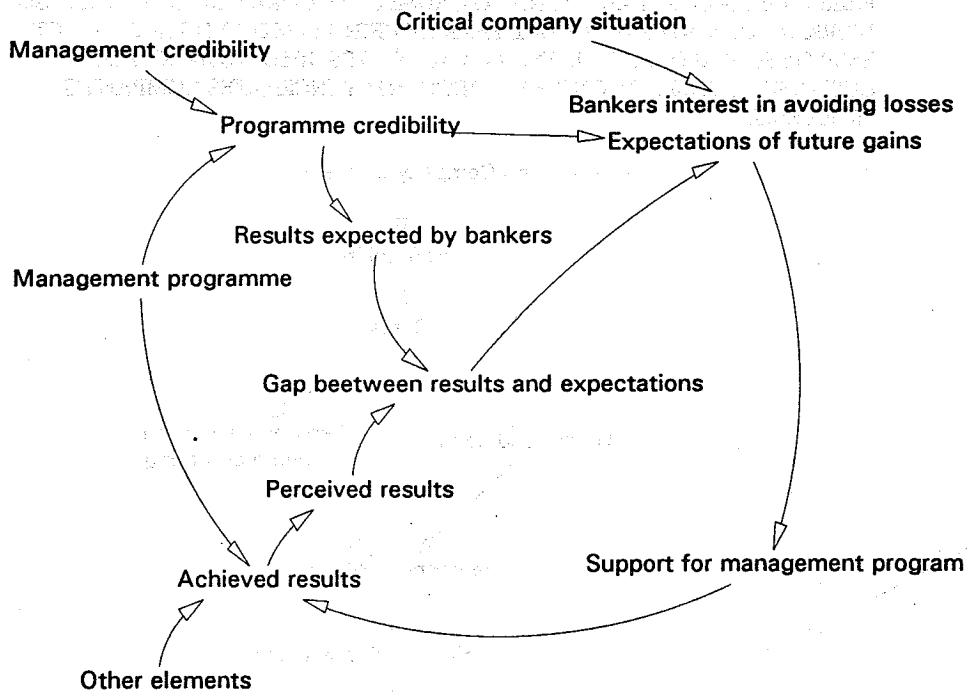 Critical company situation
Management credibility
Bankers interest in avoiding losses
Programme credibility
Expectations of future gains
Results expected by bankers
Management programme
Gap beetween results and expectations
Perceived results
Support for management program
Achieved results
Other elements